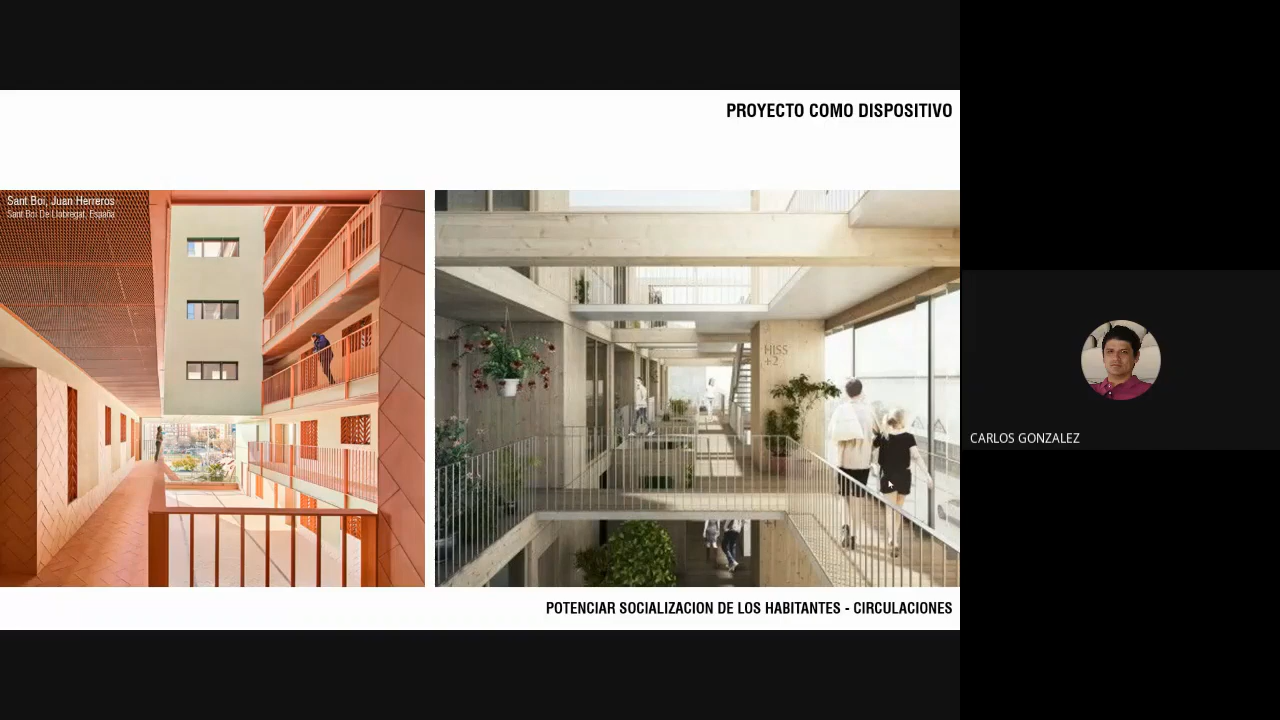 PROYECTO COMO DISPOSITIVO
Sant Boi, Juan Herreros
Sant Boi De Llobregat, España
HISS
+2
CARLOS GONZALEZ
POTENCIAR SOCIALIZACION DE LOS HABITANTES - CIRCULACIONES